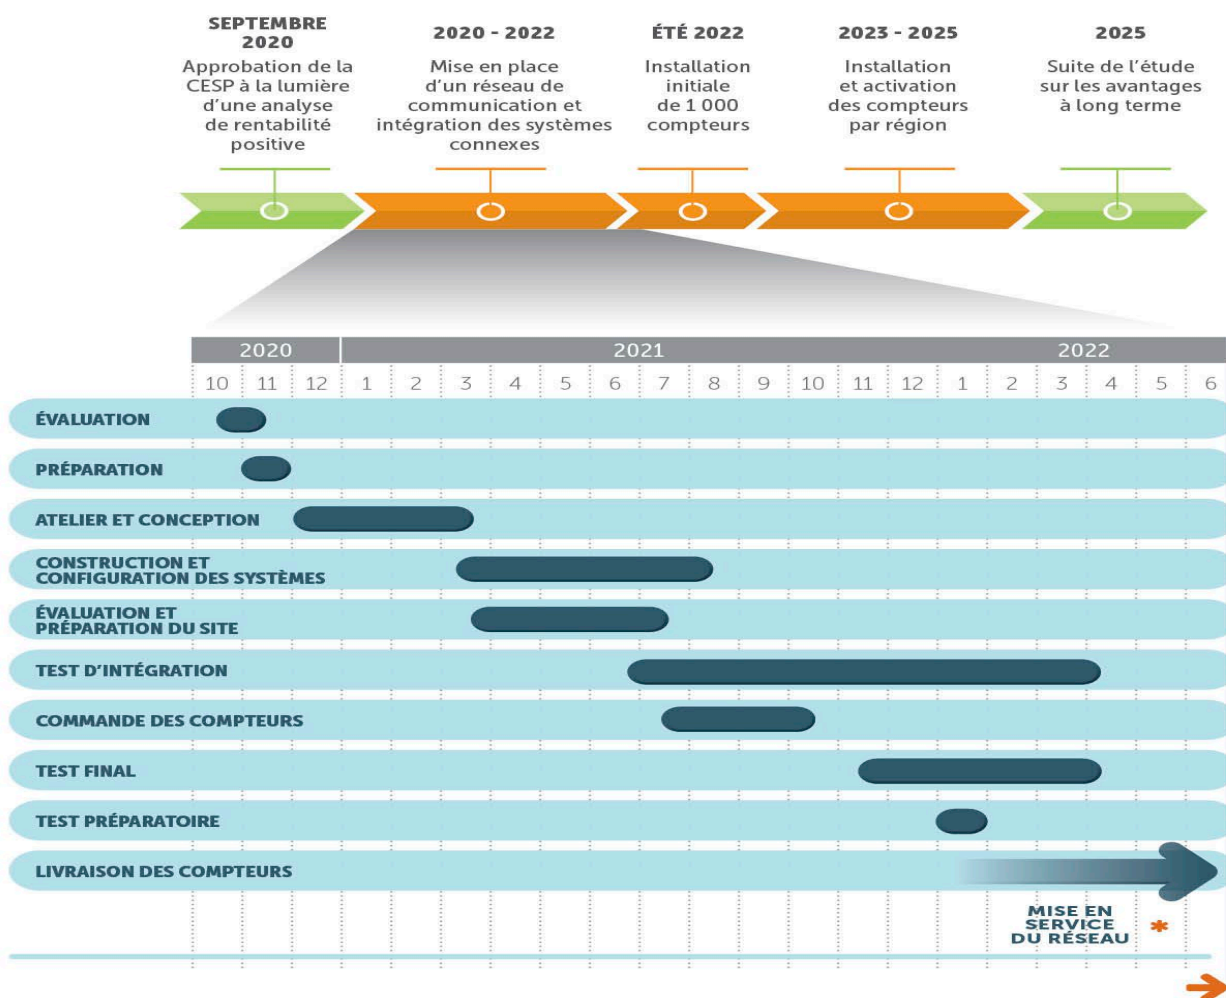 SEPTEMBRE
2020
Approbation de la
CESP à la lumière
d'une analyse
de rentabilité
positive
2020 - 2022
Mise en place
d'un réseau de
communication et
intégration des systèmes
connexes
ÉTÉ 2022
Installation
initiale
de 1 000
compteurs
2023 - 2025
Installation
et activation
des compteurs
par région
2025
Suite de l'étude
sur les avantages
à long terme
2020 2021 2022
10 11 12 1 2 3 4 5 6 7 8 9 10 11 12 1 2 3 4 5 6
ÉVALUATION
PRÉPARATION
ATELIER ET CONCEPTION
CONSTRUCTION ET
CONFIGURATION DES SYSTÈMES
ÉVALUATION ET
PRÉPARATION DU SITE
TEST D'INTÉGRATION
COMMANDE DES COMPTEURS
TEST FINAL
TEST PRÉPARATOIRE
LIVRAISON DES COMPTEURS
MISE EN
SERVICE *
DU RÉSEAU